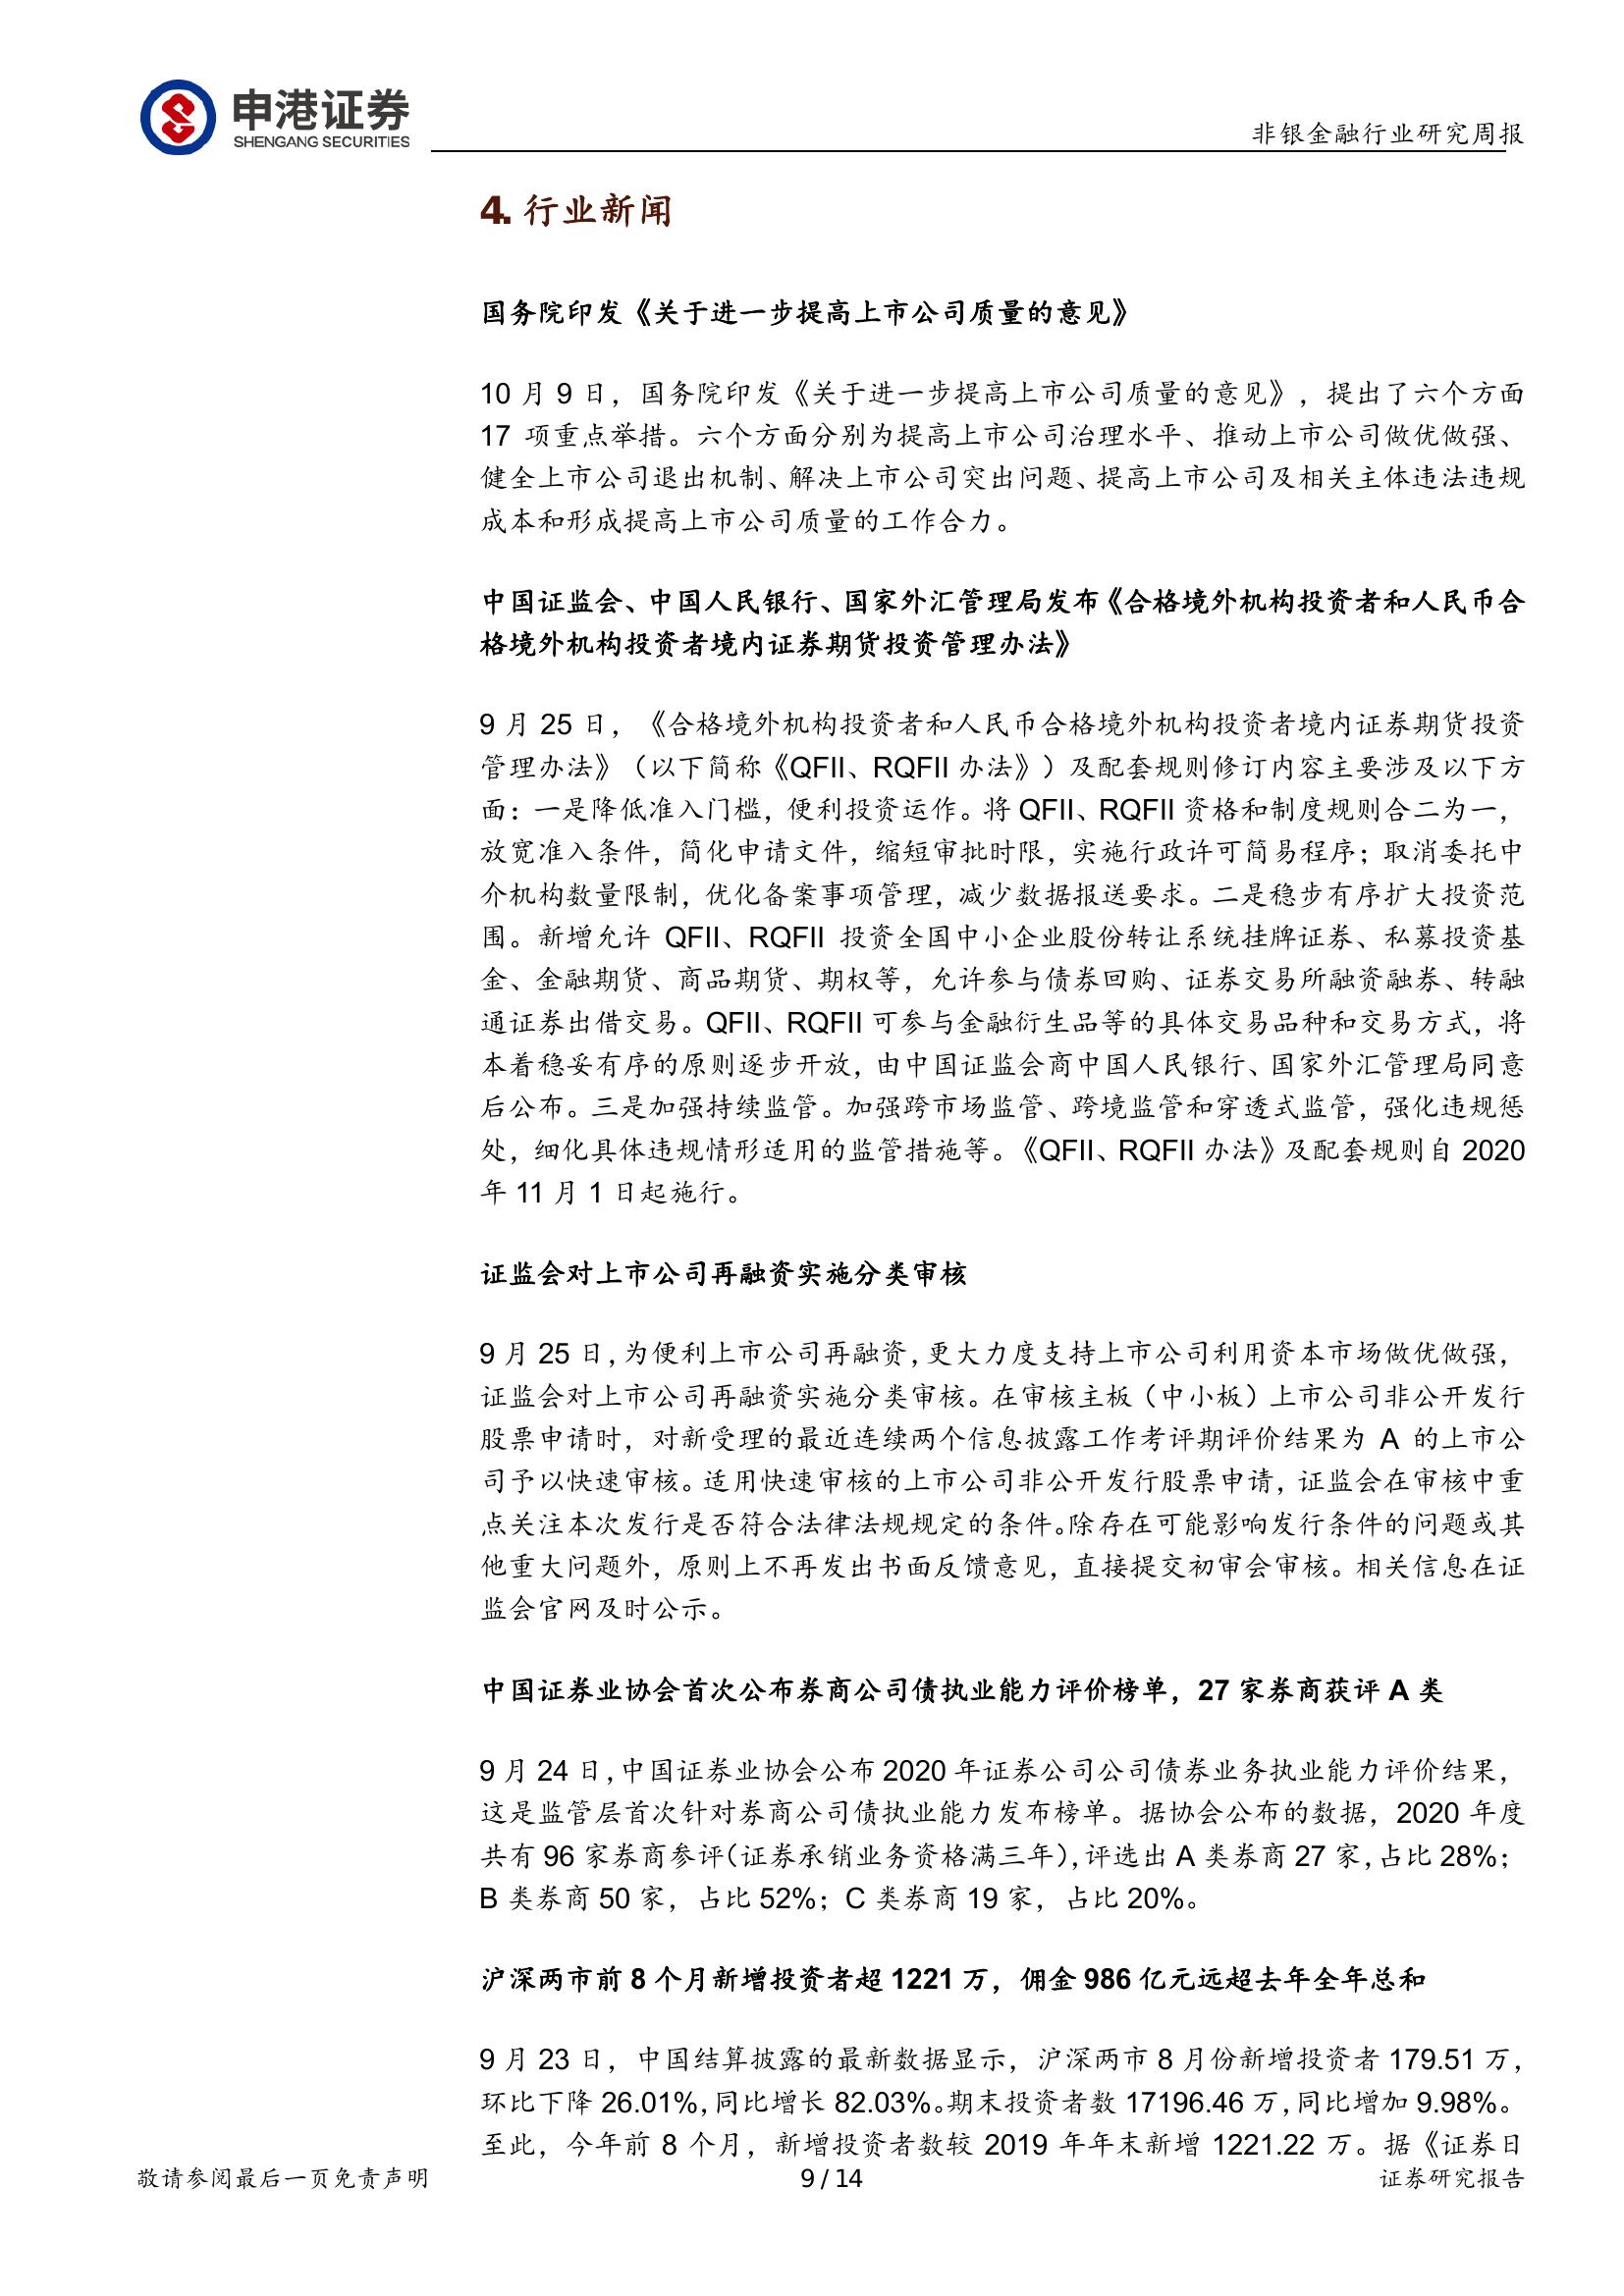 申港证券
SHENGANG SECURITIES
非银金融行业研究周报
4. 行业新闻
国务院印发《关于进一步提高上市公司质量的意见》
10 月 9 日，国务院印发《关于进一步提高上市公司质量的意见》，提出了六个方面
17 项重点举措。六个方面分别为提高上市公司治理水平、推动上市公司做优做强、
健全上市公司退出机制、解决上市公司突出问题、提高上市公司及相关主体违法违规
成本和形成提高上市公司质量的工作合力。
中国证监会、中国人民银行、国家外汇管理局发布《合格境外机构投资者和人民币合
格境外机构投资者境内证券期货投资管理办法》
9 月 25 日，《合格境外机构投资者和人民币合格境外机构投资者境内证券期货投资
管理办法》（以下简称《QFII、RQFII 办法》）及配套规则修订内容主要涉及以下方
面：一是降低准入门槛，便利投资运作。将 QFII、RQFII 资格和制度规则合二为一，
放宽准入条件，简化申请文件，缩短审批时限，实施行政许可简易程序；取消委托中
介机构数量限制，优化备案事项管理，减少数据报送要求。二是稳步有序扩大投资范
围。新增允许 QFII、RQFII 投资全国中小企业股份转让系统挂牌证券、私募投资基
金、金融期货、商品期货、期权等，允许参与债券回购、证券交易所融资融券、转融
通证券出借交易。QFII、RQFII 可参与金融衍生品等的具体交易品种和交易方式，将
本着稳妥有序的原则逐步开放，由中国证监会商中国人民银行、国家外汇管理局同意
后公布。三是加强持续监管。加强跨市场监管、跨境监管和穿透式监管，强化违规惩
处，细化具体违规情形适用的监管措施等。《QFII、RQFII 办法》及配套规则自 2020
年 11 月 1 日起施行。
证监会对上市公司再融资实施分类审核
9 月 25 日，为便利上市公司再融资，更大力度支持上市公司利用资本市场做优做强，
证监会对上市公司再融资实施分类审核。在审核主板（中小板）上市公司非公开发行
股票申请时，对新受理的最近连续两个信息披露工作考评期评价结果为 A 的上市公
司予以快速审核。适用快速审核的上市公司非公开发行股票申请，证监会在审核中重
点关注本次发行是否符合法律法规规定的条件。除存在可能影响发行条件的问题或其
他重大问题外，原则上不再发出书面反馈意见，直接提交初审会审核。相关信息在证
监会官网及时公示。
中国证券业协会首次公布券商公司债执业能力评价榜单，27 家券商获评 A 类
9 月 24 日，中国证券业协会公布 2020 年证券公司公司债券业务执业能力评价结果，
这是监管层首次针对券商公司债执业能力发布榜单。据协会公布的数据，2020 年度
共有 96 家券商参评（证券承销业务资格满三年），评选出 A 类券商 27 家，占比 28%；
B 类券商 50 家，占比 52%；C 类券商 19 家，占比 20%。
沪深两市前 8 个月新增投资者超 1221 万，佣金 986 亿元远超去年全年总和
9 月 23 日，中国结算披露的最新数据显示，沪深两市 8 月份新增投资者 179.51 万，
环比下降 26.01%，同比增长 82.03%。期末投资者数 17196.46 万，同比增加 9.98%。
至此，今年前 8 个月，新增投资者数较 2019 年年末新增 1221.22 万。据《证券日
敬请参阅最后一页免责声明
9 / 14
证券研究报告